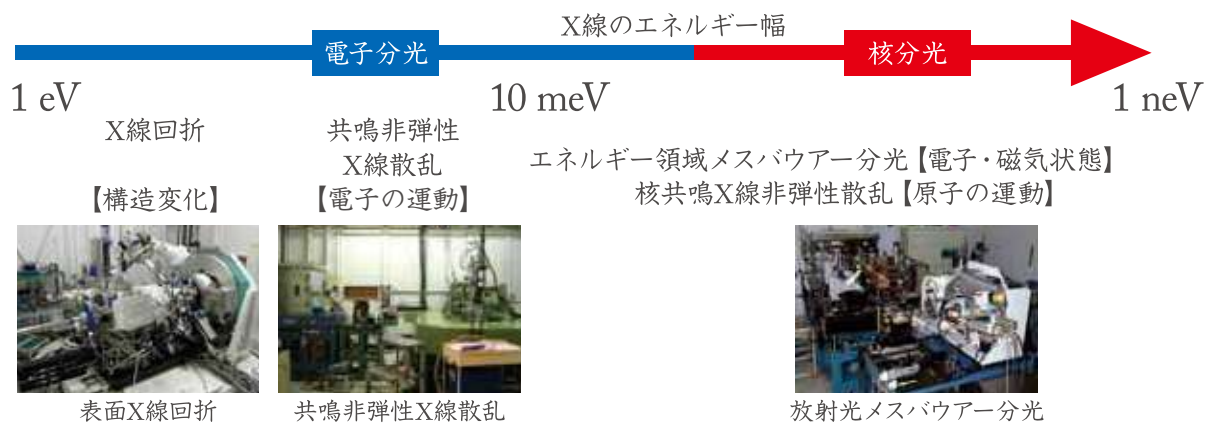 X線のエネルギー幅
電子分光
核分光
1 eV
10 meV
1 neV
X線回折
【構造変化】
共鳴非弾性
X線散乱
【電子の運動】
エネルギー領域メスバウアー分光【電子・磁気状態】
核共鳴X線非弾性散乱【原子の運動】
表面X線回折
共鳴非弾性X線散乱
放射光メスバウアー分光